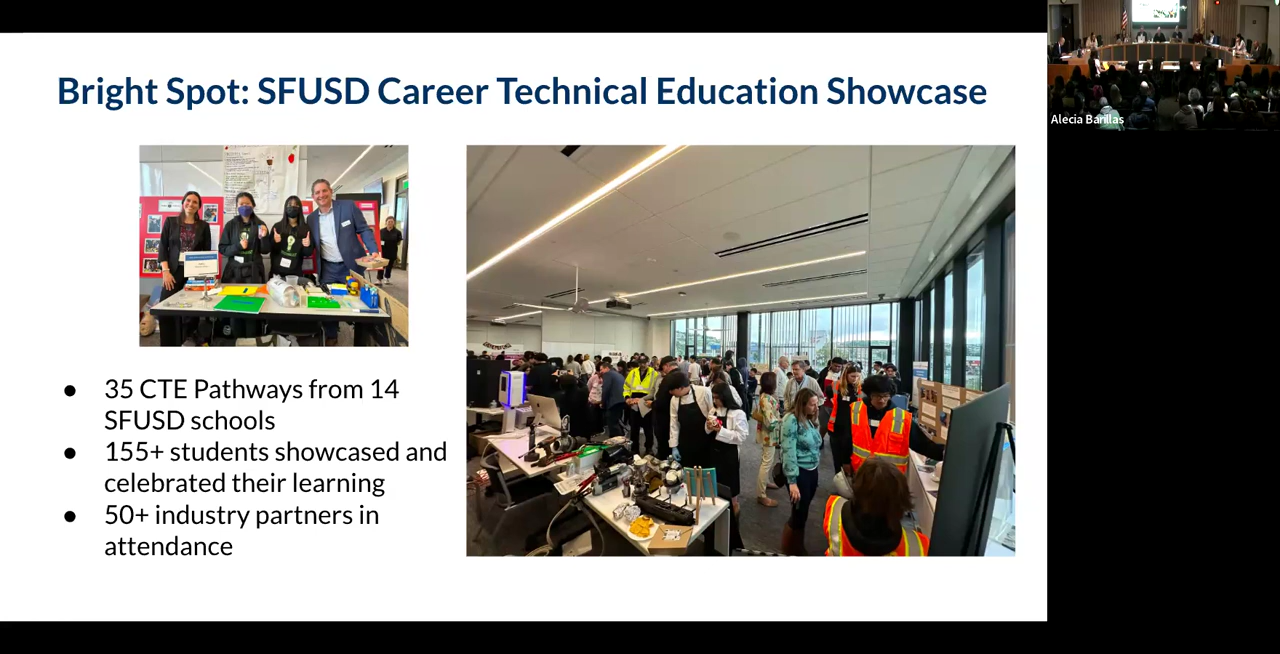 Bright Spot: SFUSD Career Technical Education Showcase
Alecia Barillas
● 35 CTE Pathways from 14
SFUSD schools
● 155+ students showcased and
celebrated their learning
● 50+ industry partners in
attendance